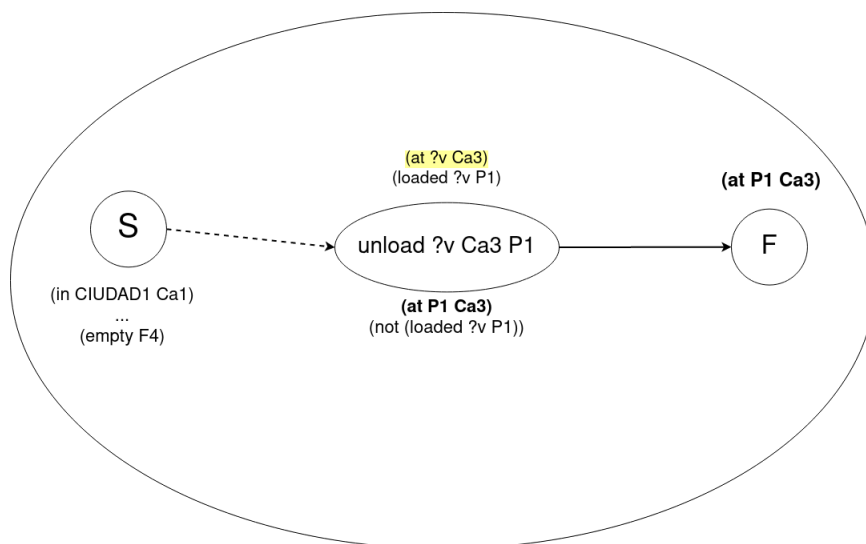 S
(in CIUDAD1 Ca1)
...
(empty F4)
(at ?v Ca3)
(loaded ?v P1)
unload ?v Ca3 P1
(at P1 Ca3)
(not (loaded ?v P1))
(at P1 Ca3)
F